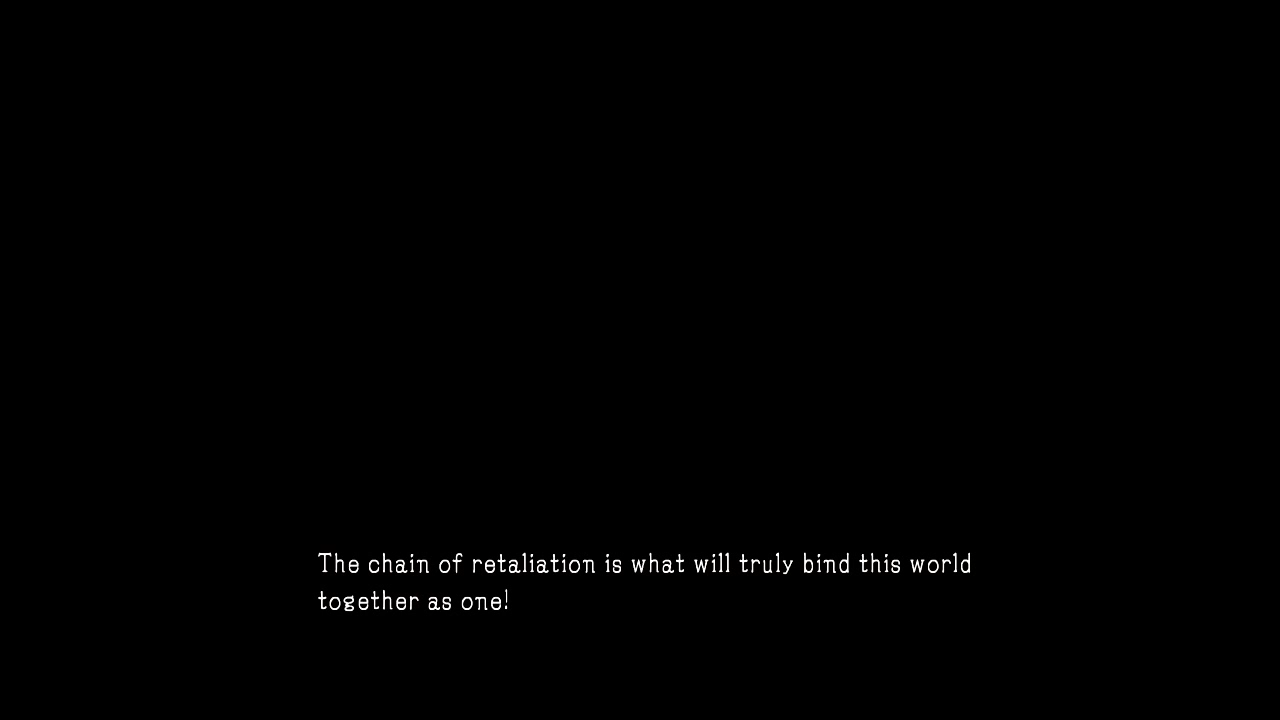 The chain of retaliation is what will truly bind this world
together as one!